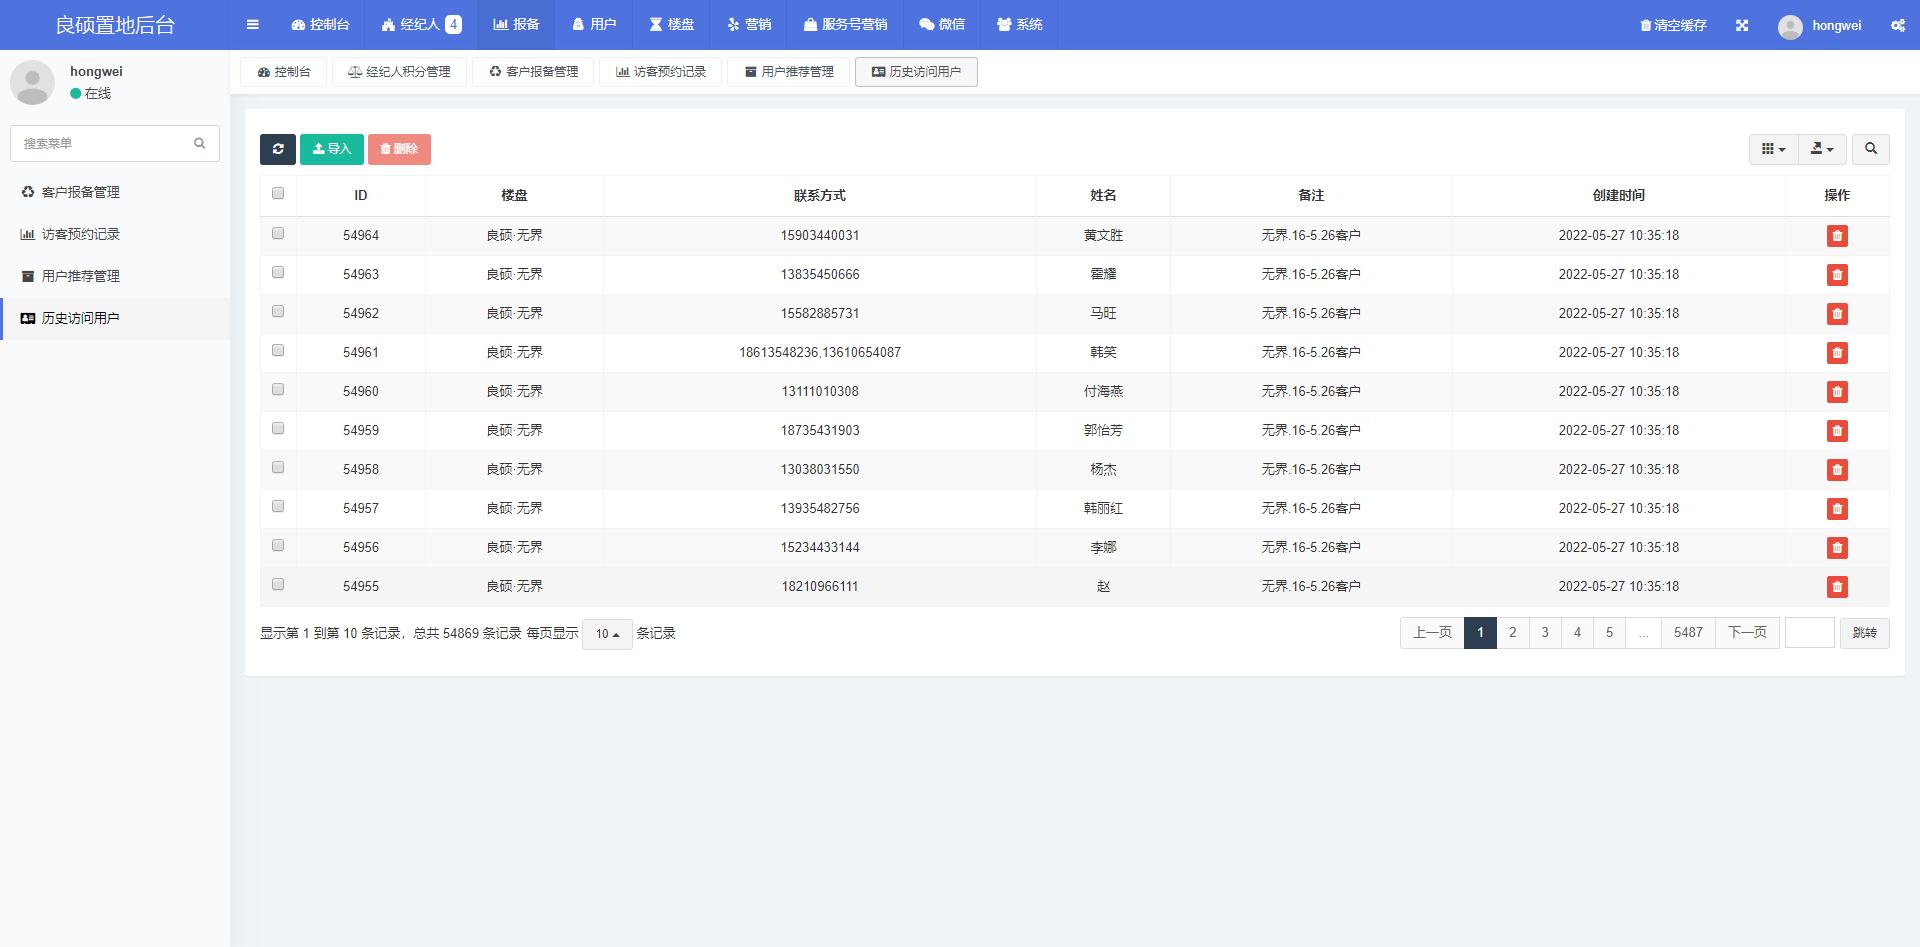 良硕置地后台 控制台 经纪人 4 报备 用户 楼盘 营销 服务号营销 微信 系统 清空缓存 hongwei
hongwei
在线
搜索菜单
客户报备管理
访客预约记录
用户推荐管理
历史访问用户
控制台 经纪人积分管理 客户报备管理 访客预约记录 用户推荐管理 历史访问用户
导入 删除
ID 楼盘 联系方式 姓名 备注 创建时间 操作
54964 良硕·无界 15903440031 黄文胜 无界.16-5.26客户 2022-05-27 10:35:18
54963 良硕·无界 13835450666 霍耀 无界.16-5.26客户 2022-05-27 10:35:18
54962 良硕·无界 15582885731 马旺 无界.16-5.26客户 2022-05-27 10:35:18
54961 良硕·无界 18613548236,13610654087 韩笑 无界.16-5.26客户 2022-05-27 10:35:18
54960 良硕·无界 13111010308 付海燕 无界.16-5.26客户 2022-05-27 10:35:18
54959 良硕·无界 18735431903 郭怡芳 无界.16-5.26客户 2022-05-27 10:35:18
54958 良硕·无界 13038031550 杨杰 无界.16-5.26客户 2022-05-27 10:35:18
54957 良硕·无界 13935482756 韩丽红 无界.16-5.26客户 2022-05-27 10:35:18
54956 良硕·无界 15234433144 李娜 无界.16-5.26客户 2022-05-27 10:35:18
54955 良硕·无界 18210966111 赵 无界.16-5.26客户 2022-05-27 10:35:18
显示第 1 到第 10 条记录，总共 54869 条记录 每页显示 10 条记录 上一页 1 2 3 4 5 ... 5487 下一页 跳转